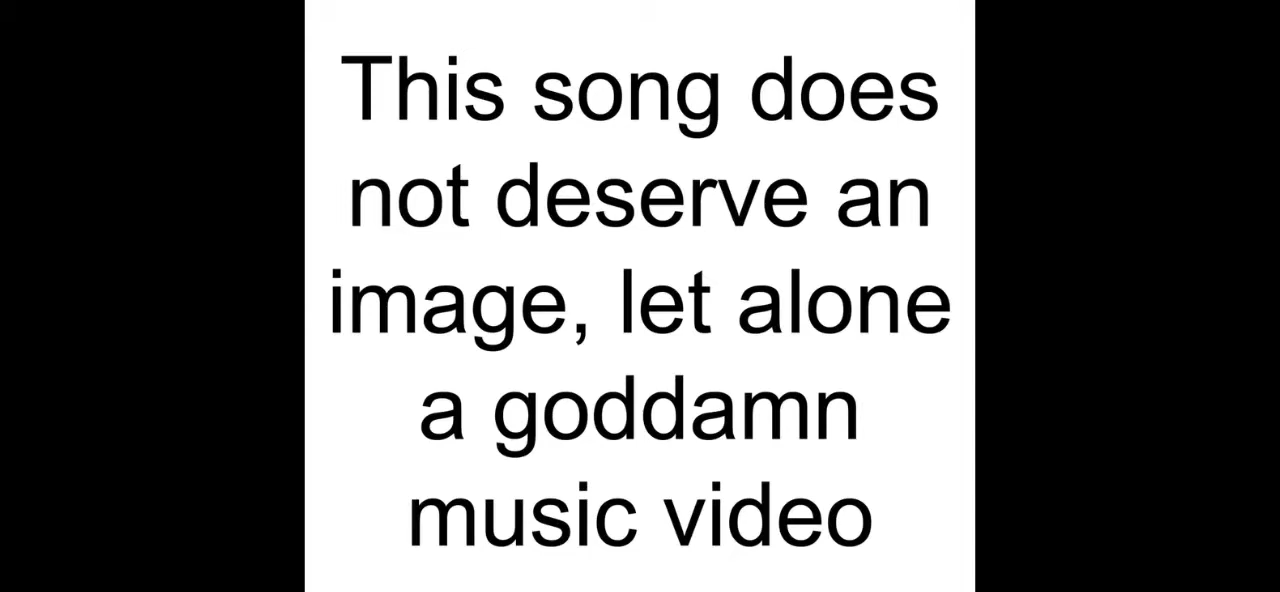 This song does
not deserve an
image, let alone
a goddamn
music video